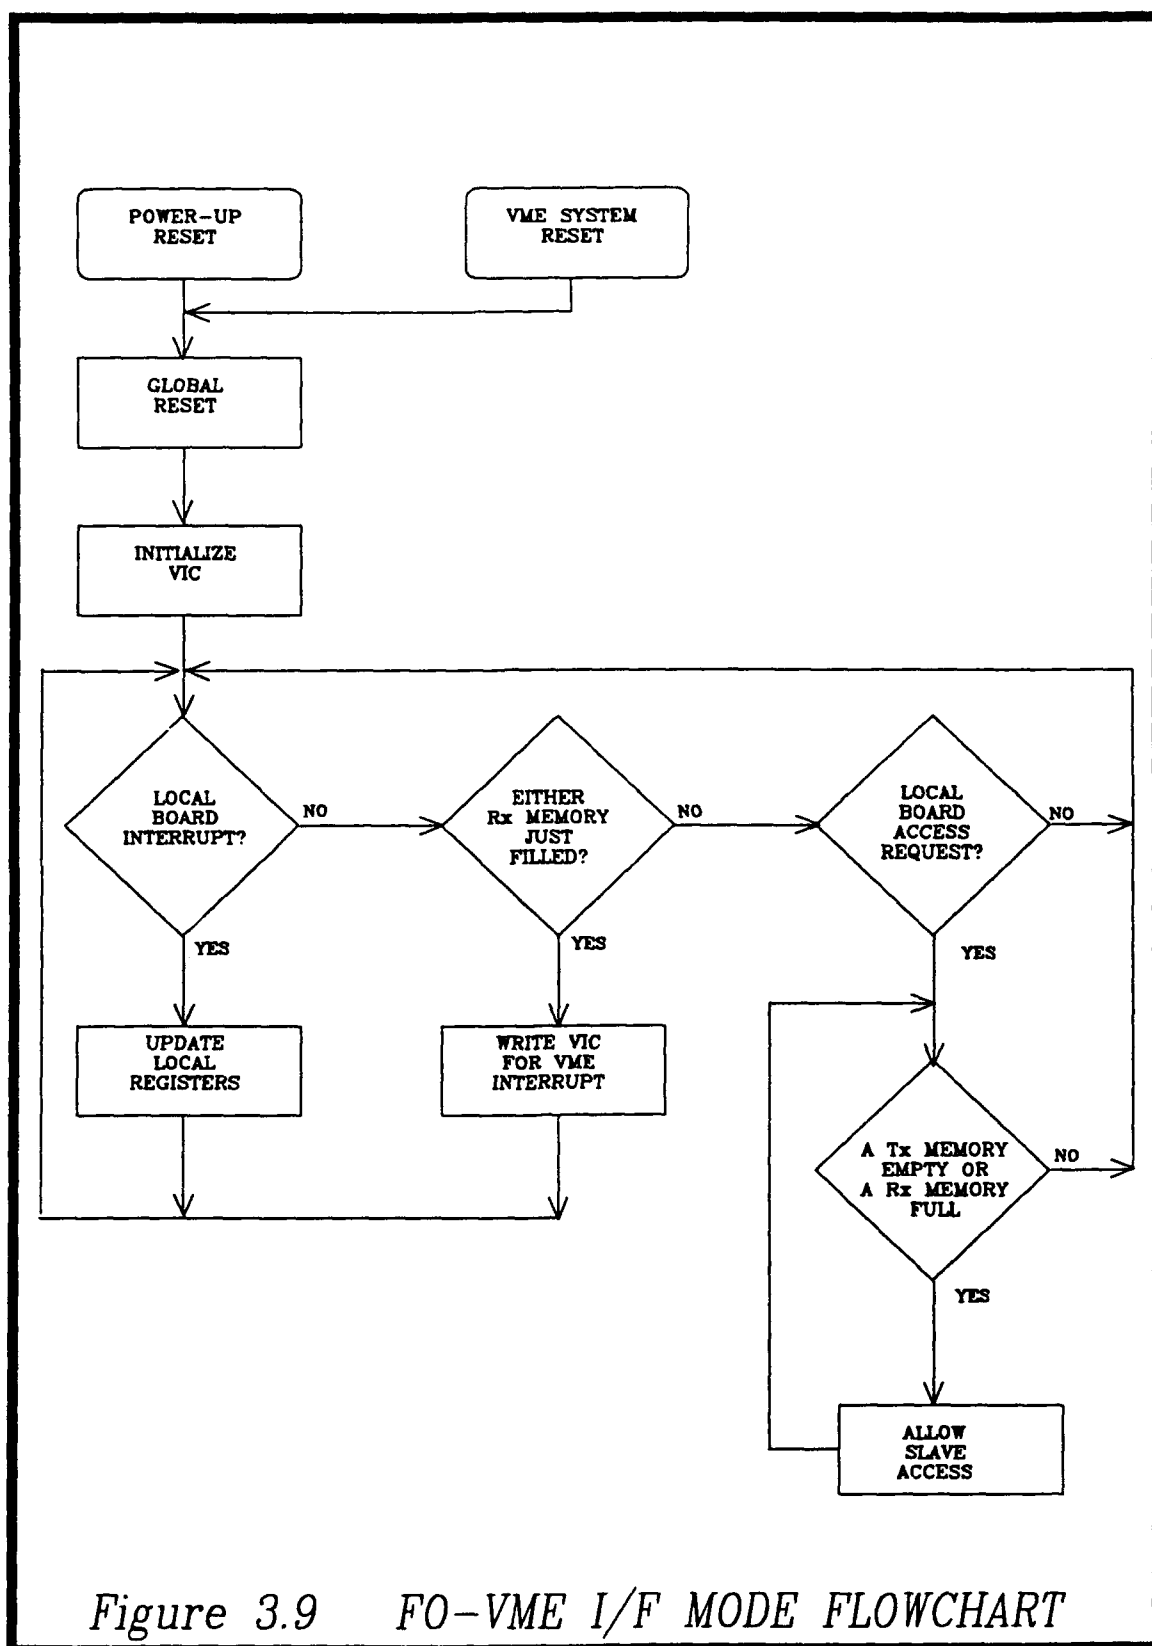 POWER-UP
RESET
VME SYSTEM
RESET
GLOBAL
RESET
INITIALIZE
VIC
LOCAL
BOARD
INTERRUPT?
NO
EITHER
Rx MEMORY
JUST
FILLED?
NO
LOCAL
BOARD
ACCESS
REQUEST?
NO
YES
YES
YES
UPDATE
LOCAL
REGISTERS
WRITE VIC
FOR VME
INTERRUPT
A Tx MEMORY
EMPTY OR
A Rx MEMORY
FULL
NO
YES
ALLOW
SLAVE
ACCESS
Figure 3.9 FO-VME I/F MODE FLOWCHART